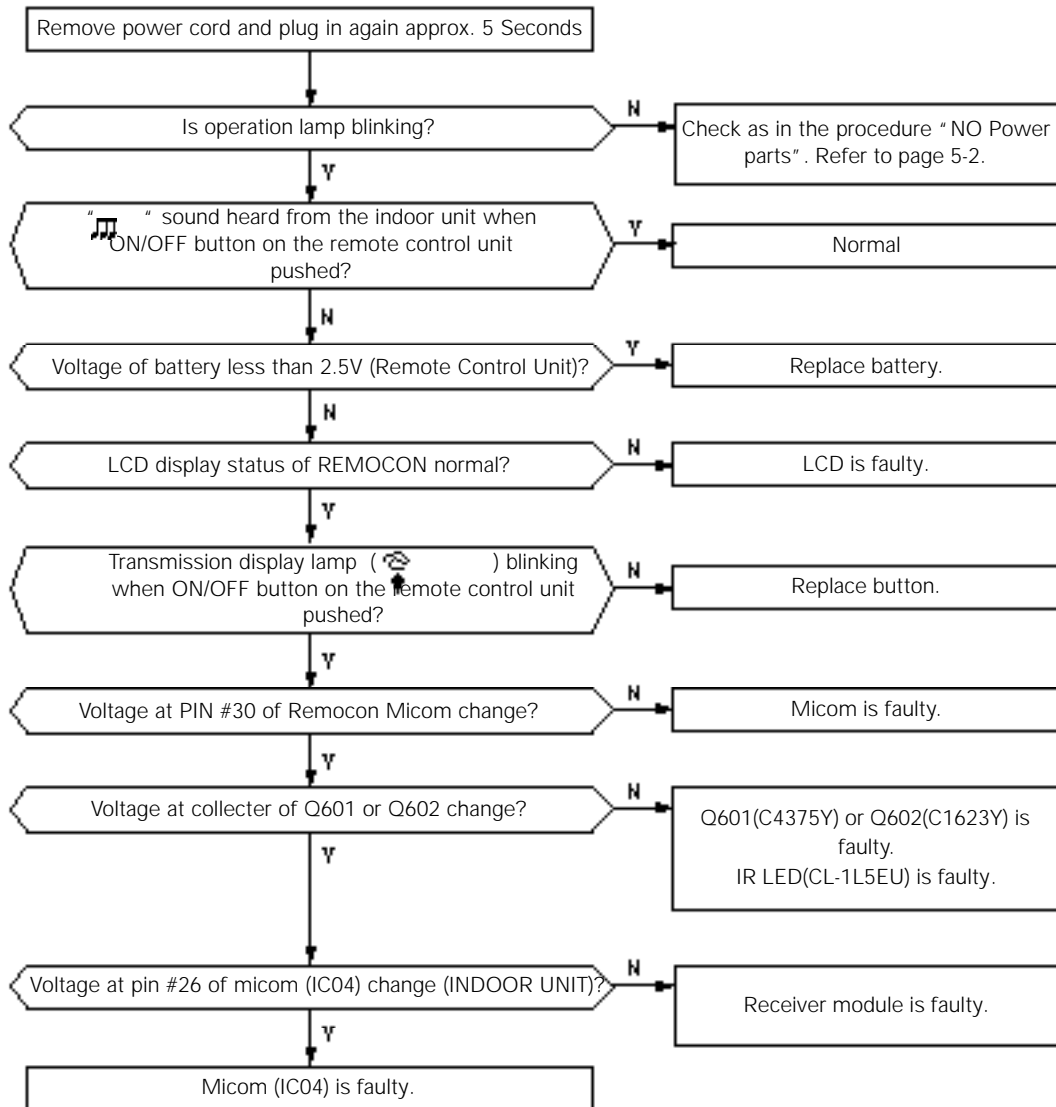 Remove power cord and plug in again approx. 5 Seconds
Is operation lamp blinking?
N
Check as in the procedure “NO Power
parts”. Refer to page 5-2.
Y
“ “ sound heard from the indoor unit when
ON/OFF button on the remote control unit
pushed?
Y
Normal
N
Voltage of battery less than 2.5V (Remote Control Unit)?
Y
Replace battery.
N
LCD display status of REMOCON normal?
N
LCD is faulty.
Y
Transmission display lamp ( ) blinking
when ON/OFF button on the remote control unit
pushed?
N
Replace button.
Y
Voltage at PIN #30 of Remocon Micom change?
N
Micom is faulty.
Y
Voltage at collecter of Q601 or Q602 change?
N
Q601(C4375Y) or Q602(C1623Y) is
faulty.
IR LED(CL-1L5EU) is faulty.
Y
Voltage at pin #26 of micom (IC04) change (INDOOR UNIT)?
N
Receiver module is faulty.
Y
Micom (IC04) is faulty.